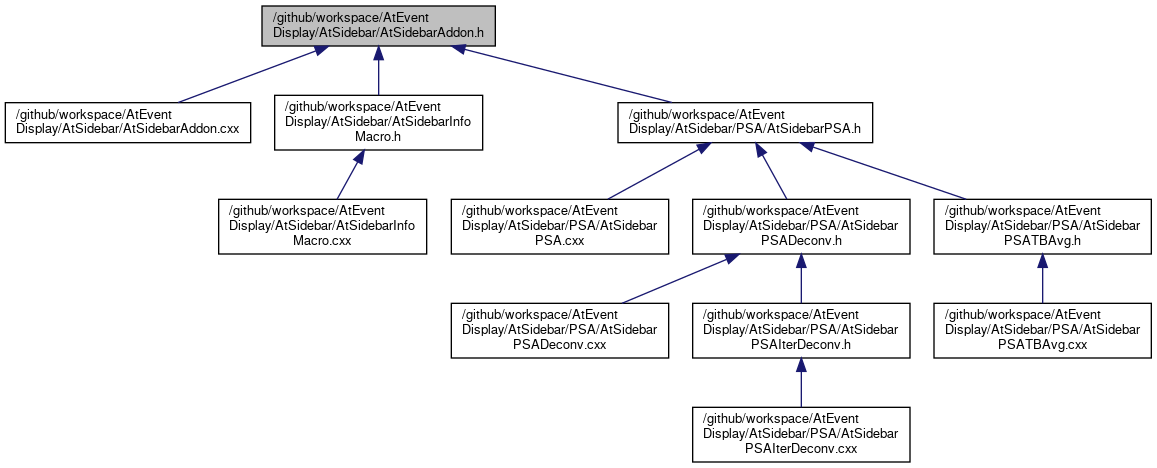 /github/workspace/AtEvent
Display/AtSidebar/AtSidebarAddon.h
/github/workspace/AtEvent
Display/AtSidebar/AtSidebarAddon.cxx
/github/workspace/AtEvent
Display/AtSidebar/AtSidebarInfo
Macro.h
/github/workspace/AtEvent
Display/AtSidebar/PSA/AtSidebarPSA.h
/github/workspace/AtEvent
Display/AtSidebar/AtSidebarInfo
Macro.cxx
/github/workspace/AtEvent
Display/AtSidebar/PSA/AtSidebar
PSA.cxx
/github/workspace/AtEvent
Display/AtSidebar/PSA/AtSidebar
PSADeconv.h
/github/workspace/AtEvent
Display/AtSidebar/PSA/AtSidebar
PSATBAvg.h
/github/workspace/AtEvent
Display/AtSidebar/PSA/AtSidebar
PSADeconv.cxx
/github/workspace/AtEvent
Display/AtSidebar/PSA/AtSidebar
PSAIterDeconv.h
/github/workspace/AtEvent
Display/AtSidebar/PSA/AtSidebar
PSATBAvg.cxx
/github/workspace/AtEvent
Display/AtSidebar/PSA/AtSidebar
PSAIterDeconv.cxx